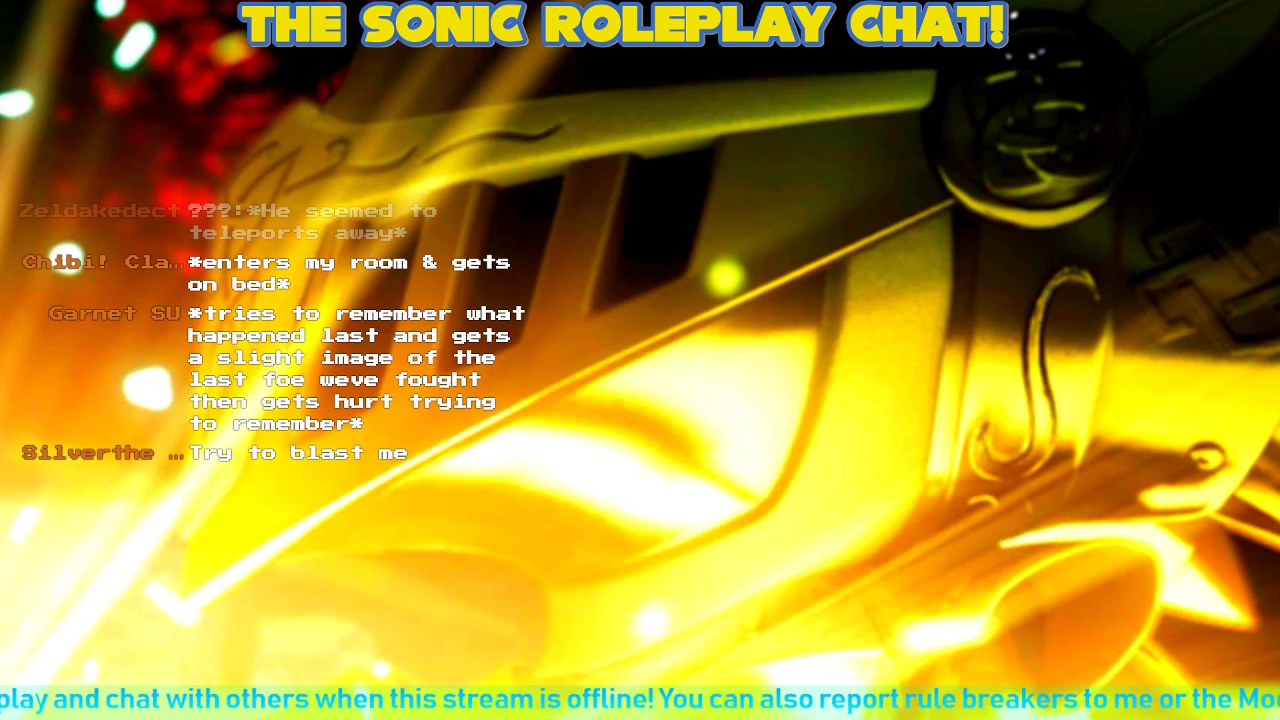 THE SONIC ROLEPLAY CHAT!
Zeldakedect ???:*He seemed to
teleports away*
Chibi! Cla… *enters my room & gets
on bed*
Garnet SU *tries to remember what
happened last and gets
a slight image of the
last foe weve fought
then gets hurt trying
to remember*
Silverthe … Try to blast me
play and chat with others when this stream is offline! You can also report rule breakers to me or the Mo